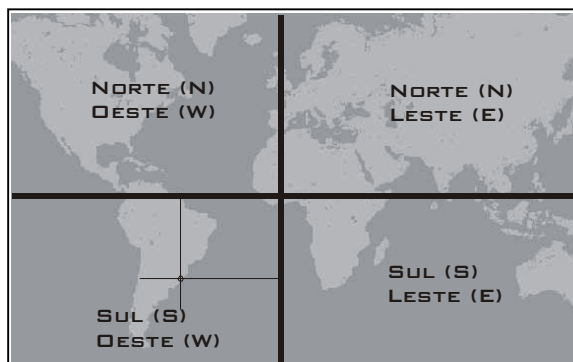 NORTE (N)
OESTE (W)
NORTE (N)
LESTE (E)
SUL (S)
LESTE (E)
SUL (S)
OESTE (W)